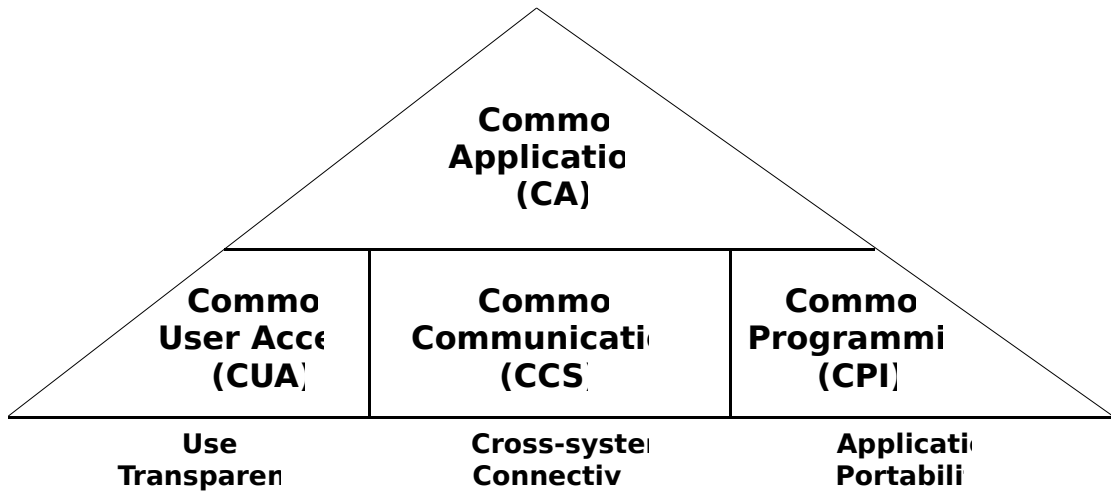 Commo
Applicatio
(CA)
Commo
User Acce
(CUA)
Commo
Communicati
(CCS)
Commo
Programmi
(CPI)
Use
Transparen
Cross-syster
Connectiv
Applicati
Portabili